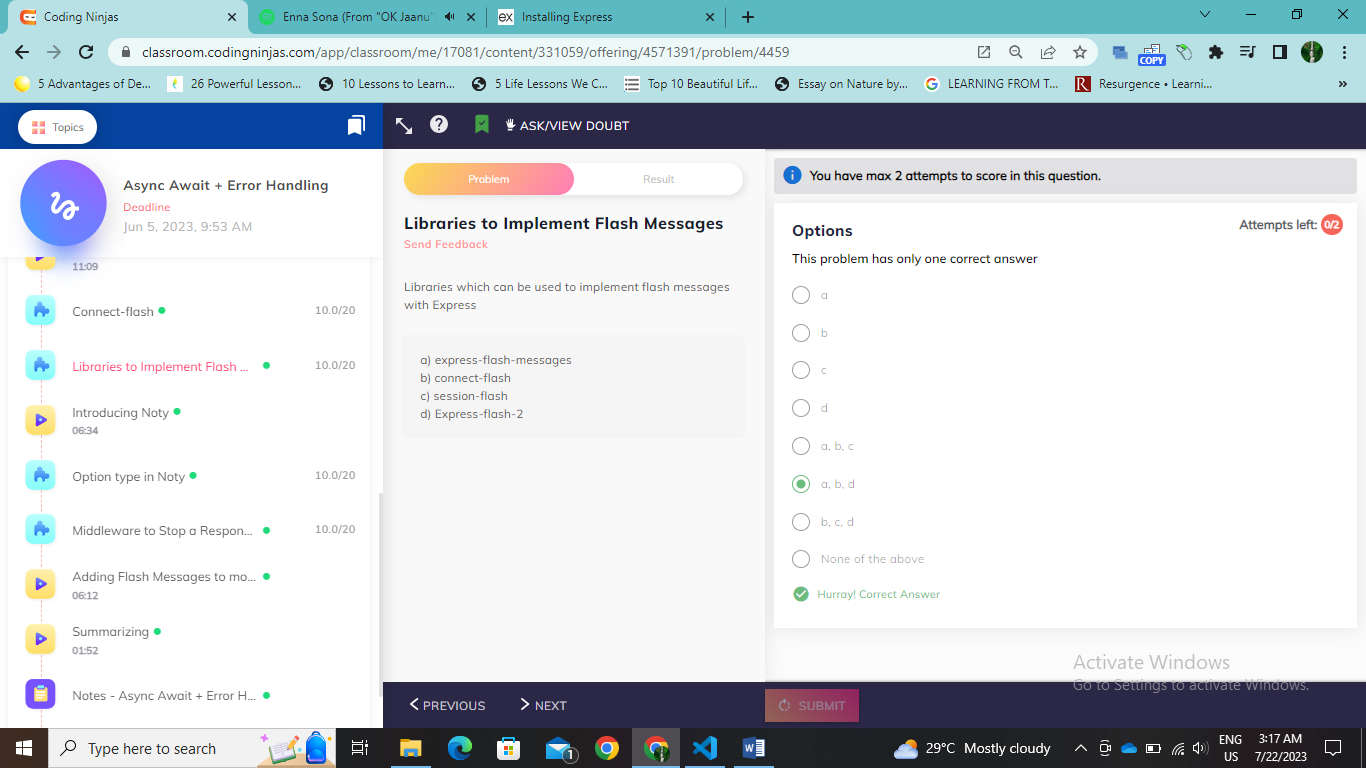 Coding Ninjas
Enna Sona (From "OK Jaanu"
ex Installing Express
classroom.codingninjas.com/app/classroom/me/17081/content/331059/offering/4571391/problem/4459
COPY
5 Advantages of De...
26 Powerful Lesson...
10 Lessons to Learn...
5 Life Lessons We C...
Top 10 Beautiful Lif...
Essay on Nature by...
LEARNING FROM T...
R Resurgence • Learni...
»
Topics
ASK/VIEW DOUBT
Async Await + Error Handling
Deadline
Jun 5, 2023, 9:53 AM
11:09
Connect-flash
10.0/20
Libraries to Implement Flash ...
10.0/20
Introducing Noty
06:34
Option type in Noty
10.0/20
Middleware to Stop a Respon...
10.0/20
Adding Flash Messages to mo...
06:12
Summarizing
01:52
Notes - Async Await + Error H...
Problem
Result
Libraries to Implement Flash Messages
Send Feedback
Libraries which can be used to implement flash messages
with Express
a) express-flash-messages
b) connect-flash
c) session-flash
d) Express-flash-2
PREVIOUS
NEXT
You have max 2 attempts to score in this question.
Attempts left: 0/2
Options
This problem has only one correct answer
a
b
c
d
a, b, c
a, b, d
b, c, d
None of the above
Hurray! Correct Answer
Activate Windows
Go to Settings to activate Windows.
SUBMIT
Type here to search
1
W
29°C Mostly cloudy
ENG
US
3:17 AM
7/22/2023